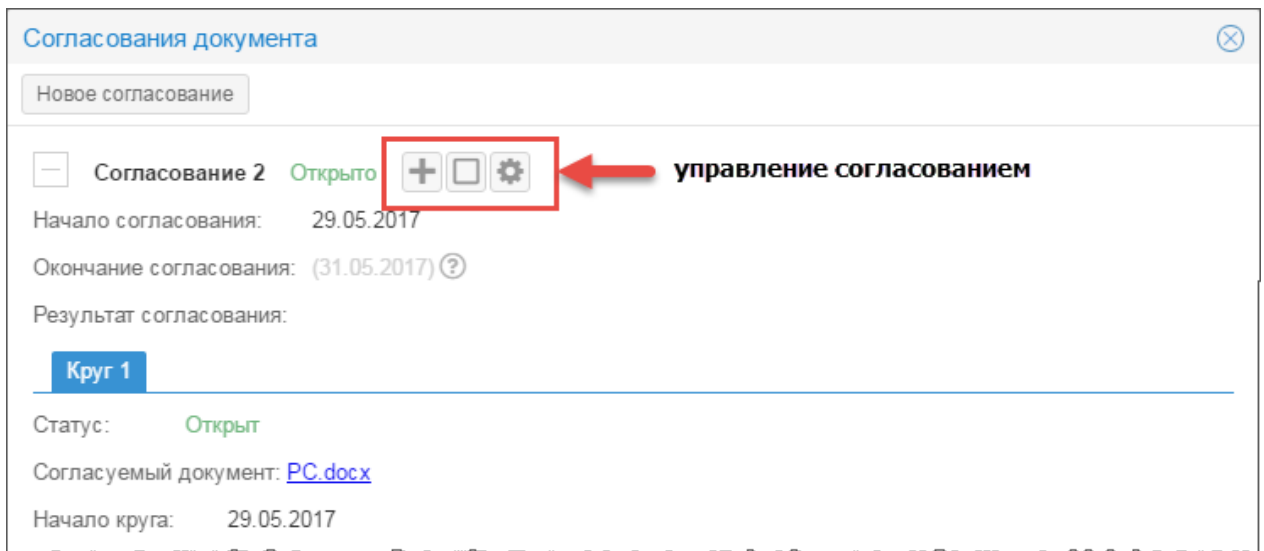 Согласования документа
Новое согласование
Согласование 2 Открыто управление согласованием
Начало согласования: 29.05.2017
Окончание согласования: (31.05.2017) ?
Результат согласования:
Круг 1
Статус: Открыт
Согласуемый документ: PC.docx
Начало круга: 29.05.2017